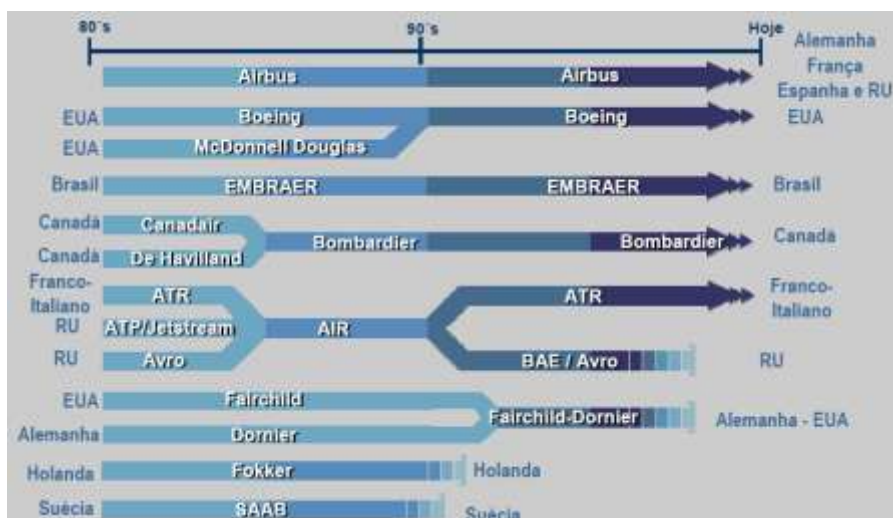 80´s 90´s Hoje
Alemanha
França
Espanha e RU
Airbus Airbus
EUA Boeing Boeing EUA
EUA McDonnell Douglas
Brasil EMBRAER EMBRAER Brasil
Canadá Canadair
Bombardier Bombardier Canada
Canadá De Havilland
Franco-
Italiano
ATR ATR
Franco-
Italiano
RU ATP/Jetstream AIR
RU Avro BAE / Avro RU
EUA Fairchild
Fairchild-Dornier Alemanha - EUA
Alemanha Dornier
Holanda Fokker Holanda
Suécia SAAB Suécia